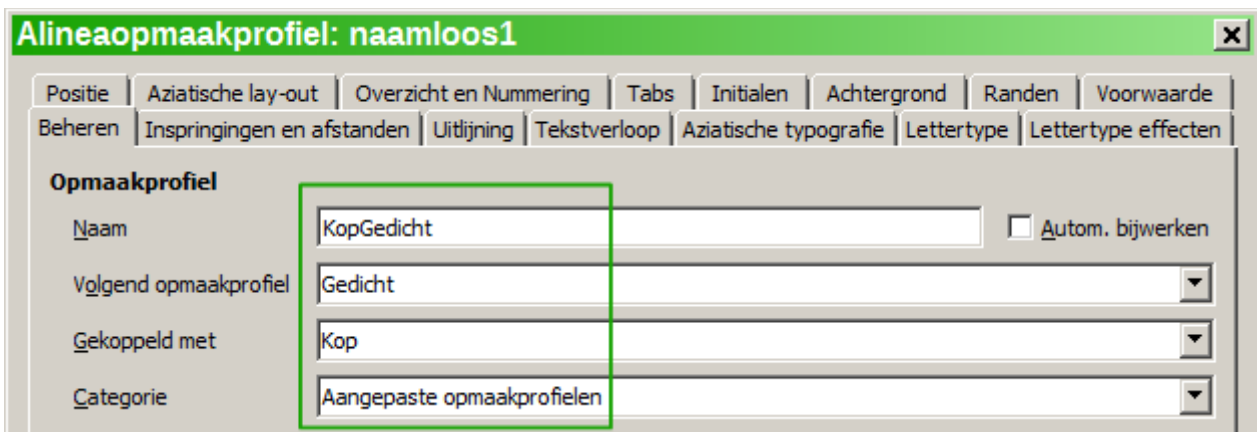 Alineaopmaakprofiel: naamloos1
Positie Aziatische lay-out Overzicht en Nummering Tabs Initialen Achtergrond Randen Voorwaarde
Beheren Inspringingen en afstanden Uitlijning Tekstverloop Aziatische typografie Lettertype Lettertype effecten
Opmaakprofiel
Naam KopGedicht Autom. bijwerken
Volgend opmaakprofiel Gedicht
Gekoppeld met Kop
Categorie Aangepaste opmaakprofielen